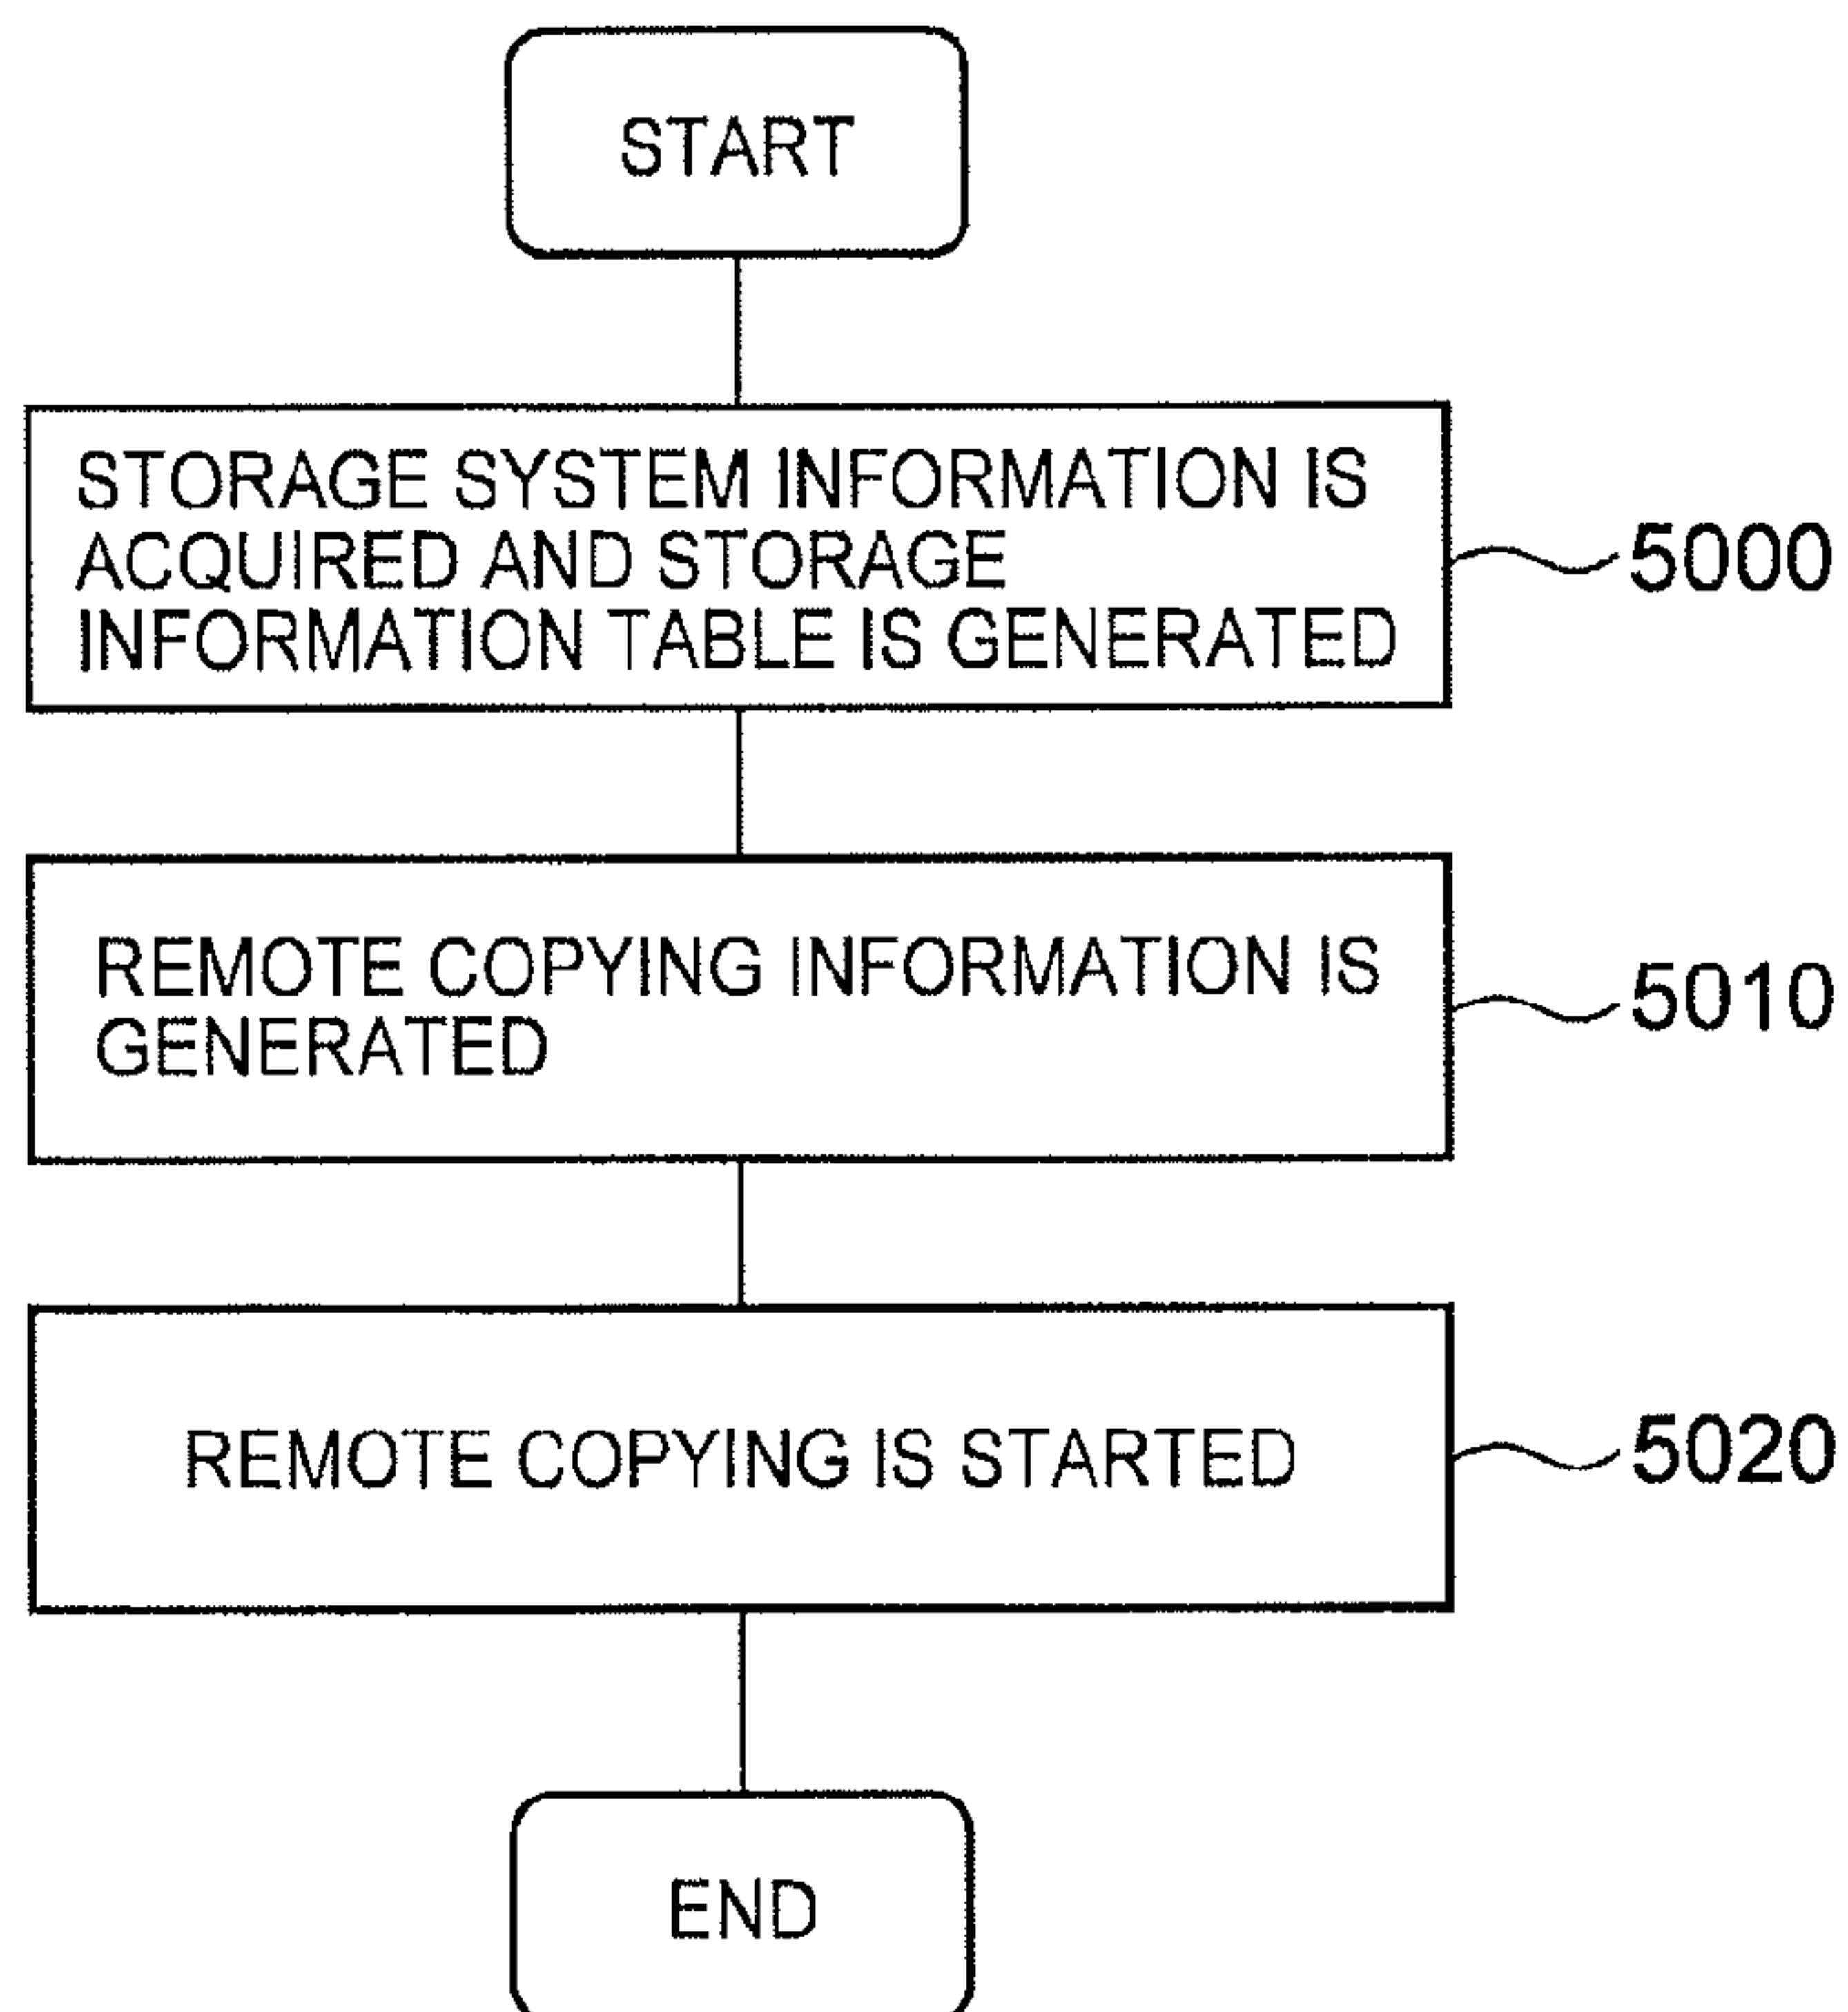 START
STORAGE SYSTEM INFORMATION IS
ACQUIRED AND STORAGE
INFORMATION TABLE IS GENERATED
5000
REMOTE COPYING INFORMATION IS
GENERATED
5010
REMOTE COPYING IS STARTED
5020
END